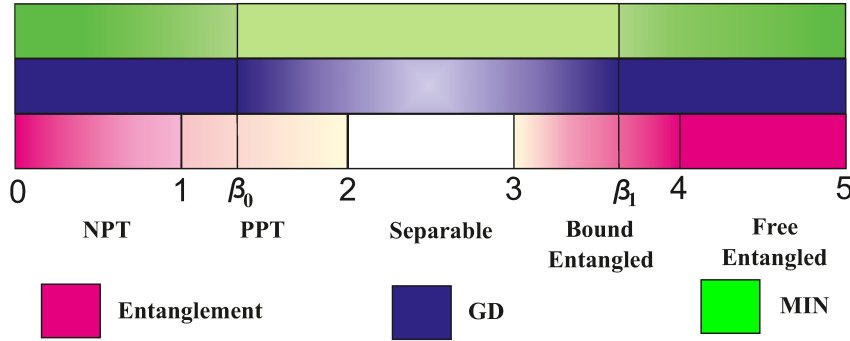 0 1 β₀ 2 3 β₁ 4 5
NPT PPT Separable Bound Entangled Free Entangled
Entanglement GD MIN